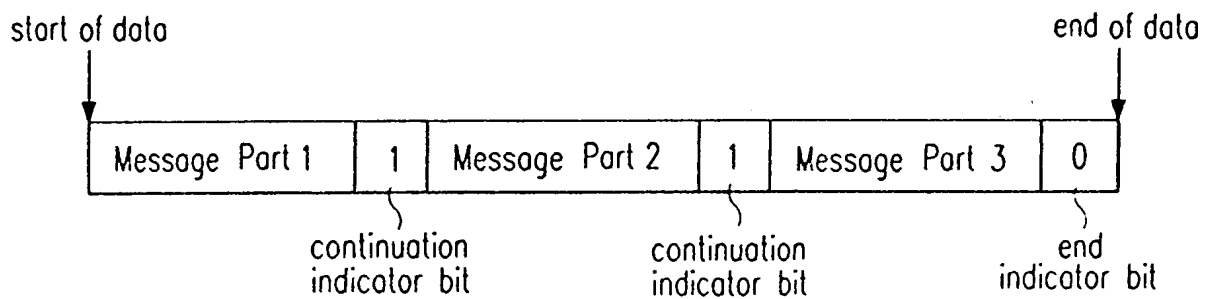 start of data
end of data
Message Part 1 1 Message Part 2 1 Message Part 3 0
continuation
indicator bit
continuation
indicator bit
end
indicator bit